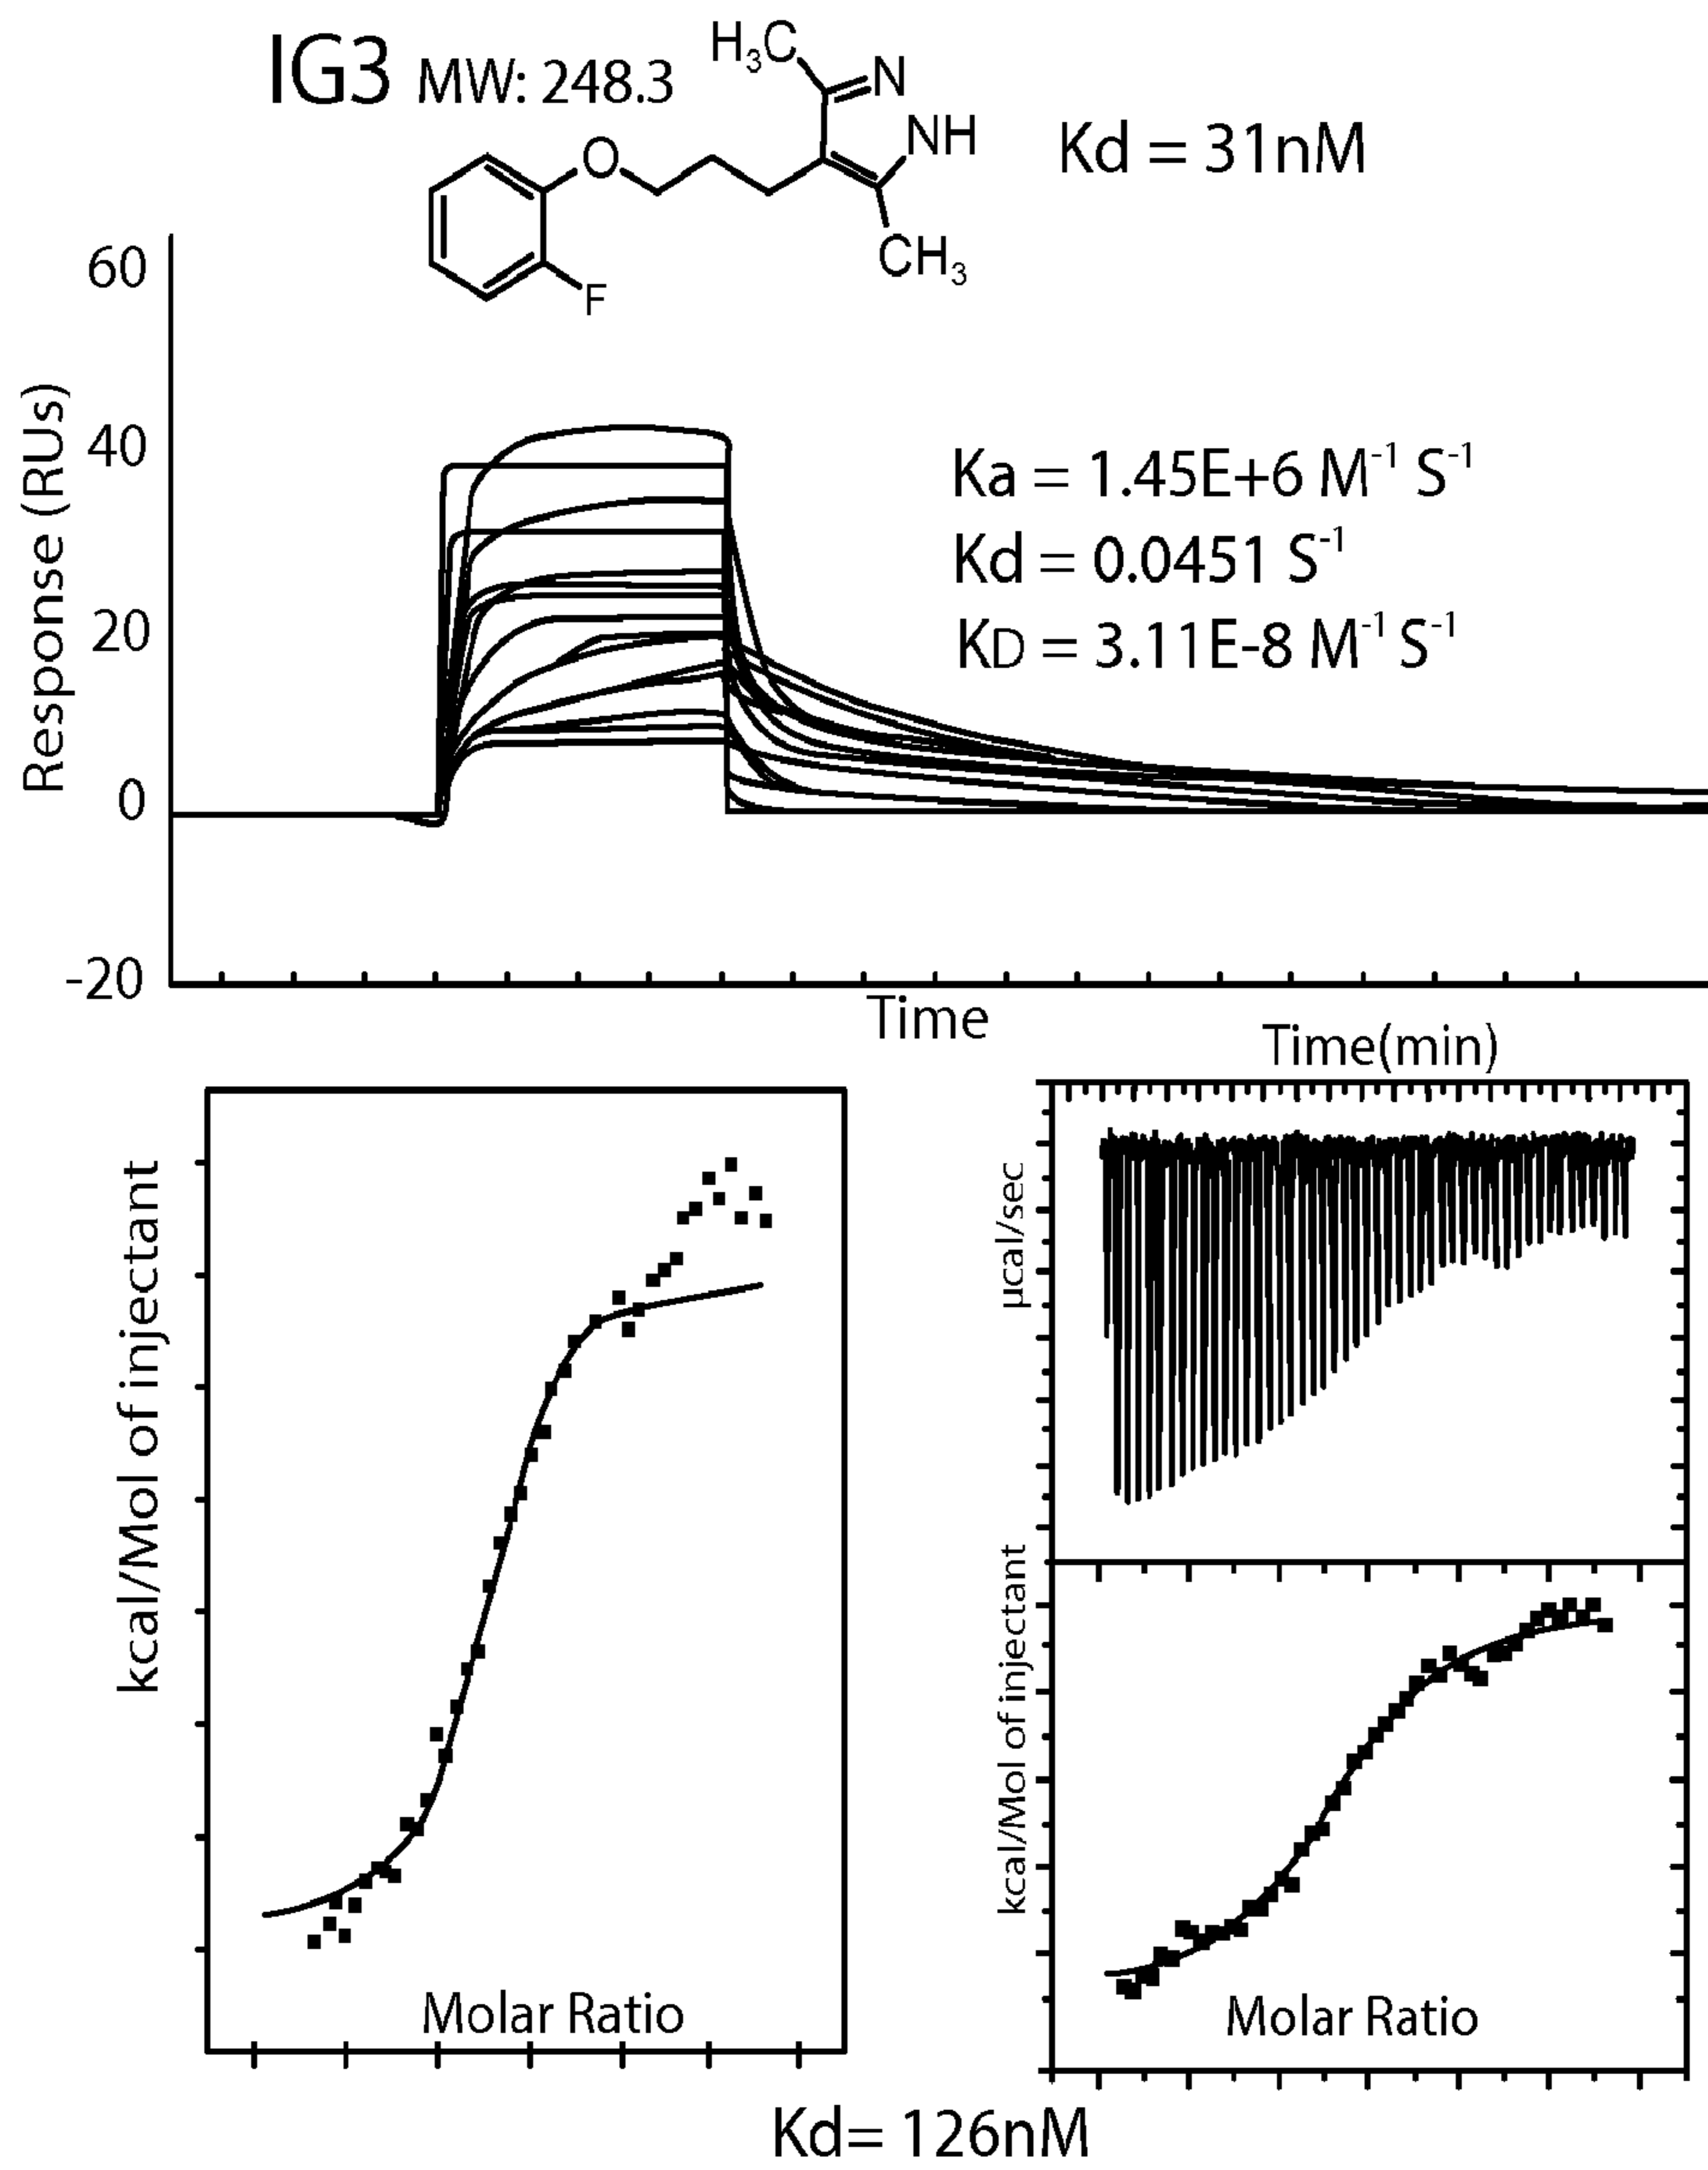 IG3 MW: 248.3
H3C
N
NH
O
CH3
F
Kd = 31nM
60
40
20
0
-20
Response (RUs)
Ka = 1.45E+6 M-1 S-1
Kd = 0.0451 S-1
KD = 3.11E-8 M-1 S-1
Time
kcal/Mol of injectant
Molar Ratio
Time(min)
µcal/sec
kcal/Mol of injectant
Molar Ratio
Kd= 126nM